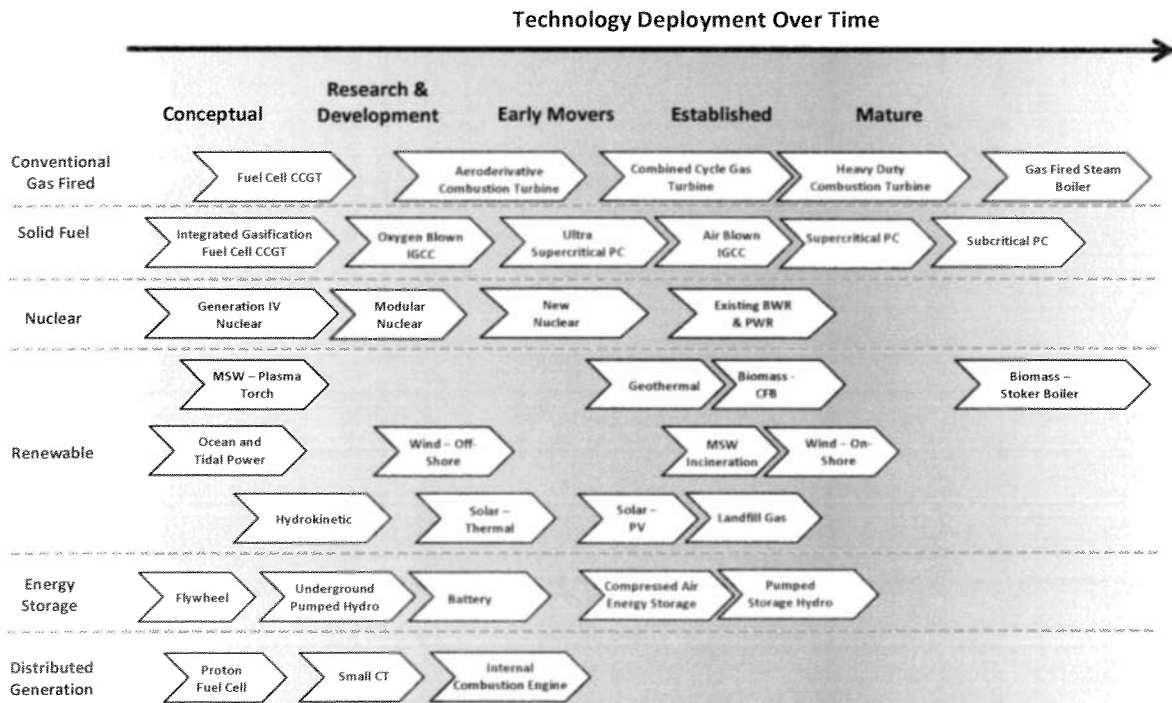 Technology Deployment Over Time
Conceptual
Research &
Development
Early Movers
Established
Mature
Conventional
Gas Fired
Fuel Cell CCGT
Aeroderivative
Combustion Turbine
Combined Cycle Gas
Turbine
Heavy Duty
Combustion Turbine
Gas Fired Steam
Boiler
Solid Fuel
Integrated Gasification
Fuel Cell CCGT
Oxygen Blown
IGCC
Ultra
Supercritical PC
Air Blown
IGCC
Supercritical PC
Subcritical PC
Nuclear
Generation IV
Nuclear
Modular
Nuclear
New
Nuclear
Existing BWR
& PWR
Renewable
MSW – Plasma
Torch
Geothermal
Biomass -
CFB
Biomass –
Stoker Boiler
Ocean and
Tidal Power
Wind – Off-
Shore
MSW
Incineration
Wind – On-
Shore
Hydrokinetic
Solar –
Thermal
Solar –
PV
Landfill Gas
Energy
Storage
Flywheel
Underground
Pumped Hydro
Battery
Compressed Air
Energy Storage
Pumped
Storage Hydro
Distributed
Generation
Proton
Fuel Cell
Small CT
Internal
Combustion Engine